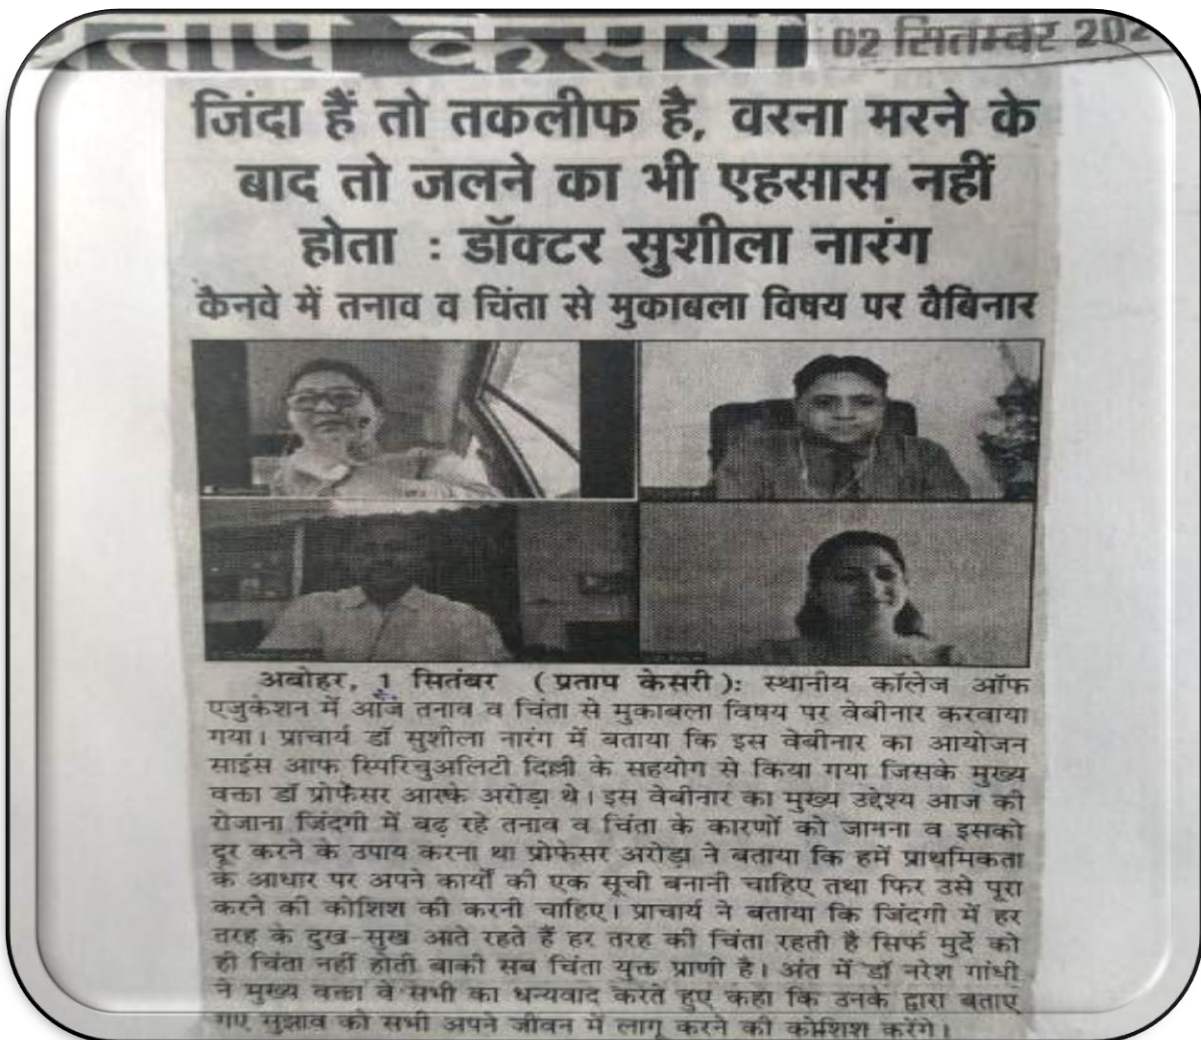 प्रताप केसरी 02 सितम्बर 202
जिंदा हैं तो तकलीफ है, वरना मरने के
बाद तो जलने का भी एहसास नहीं
होता : डॉक्टर सुशीला नारंग
कैनवे में तनाव व चिंता से मुकाबला विषय पर वैबिनार
अबोहर, 1 सितंबर (प्रताप केसरी): स्थानीय कॉलेज ऑफ
एजुकेशन में आज तनाव व चिंता से मुकाबला विषय पर वेबीनार करवाया
गया। प्राचार्य डॉ सुशीला नारंग में बताया कि इस वेबीनार का आयोजन
साइंस आफ स्पिरिचुअलिटी दिल्ली के सहयोग से किया गया जिसके मुख्य
वक्ता डॉ प्रोफेसर आरके अरोड़ा थे। इस वेबीनार का मुख्य उद्देश्य आज की
रोजाना जिंदगी में बढ़ रहे तनाव व चिंता के कारणों को जानना व इसको
दूर करने के उपाय करना था प्रोफेसर अरोड़ा ने बताया कि हमें प्राथमिकता
के आधार पर अपने कार्यों की एक सूची बनानी चाहिए तथा फिर उसे पूरा
करने की कोशिश की करनी चाहिए। प्राचार्य ने बताया कि जिंदगी में हर
तरह के दुख-सुख आते रहते हैं हर तरह की चिंता रहती है सिर्फ मुर्दे को
ही चिंता नहीं होती बाकी सब चिंता युक्त प्राणी है। अंत में डॉ नरेश गांधी
ने मुख्य वक्ता वे सभी का धन्यवाद करते हुए कहा कि उनके द्वारा बताए
गए सुझाव को सभी अपने जीवन में लागू करने की कोशिश करेंगे।